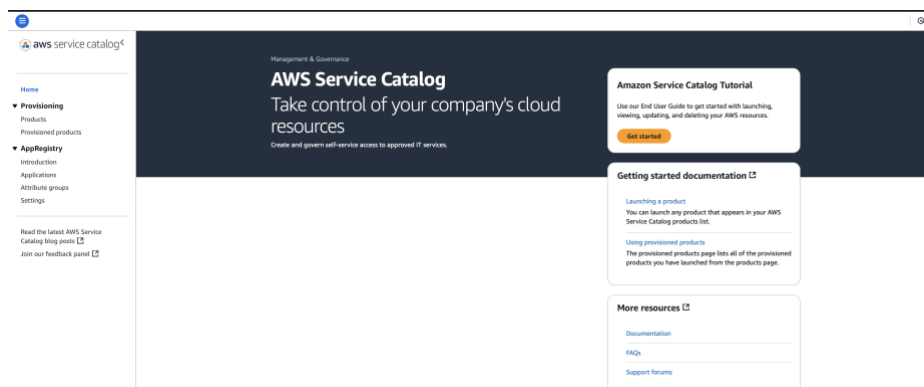 aws service catalog
Home
Provisioning
Products
Provisioned products
AppRegistry
Introduction
Applications
Attribute groups
Settings
Read the latest AWS Service
Catalog blog posts
Join our feedback panel
Management & Governance
AWS Service Catalog
Take control of your company's cloud
resources
Create and govern self-service access to approved IT services.
Amazon Service Catalog Tutorial
Use our End User Guide to get started with launching,
viewing, updating, and deleting your AWS resources.
Get started
Getting started documentation
Launching a product
You can launch any product that appears in your AWS
Service Catalog products list.
Using provisioned products
The provisioned products page lists all of the provisioned
products you have launched from the products page.
More resources
Documentation
FAQs
Support forums